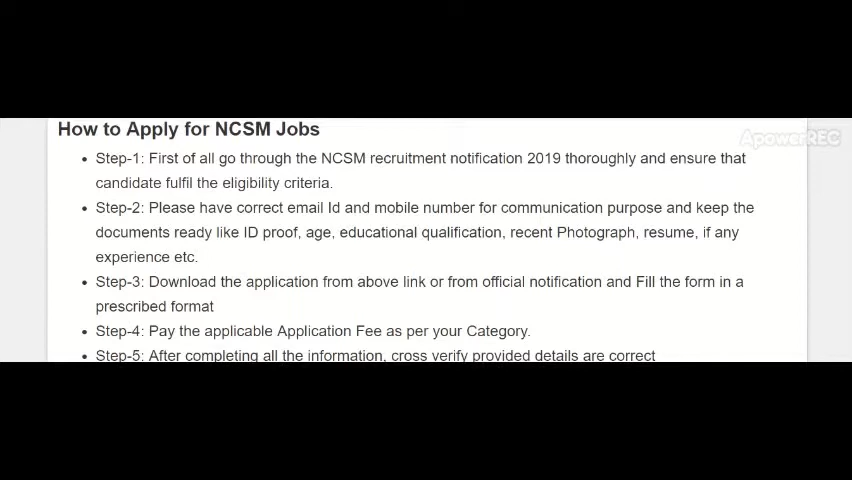 How to Apply for NCSM Jobs
ApowerREC
• Step-1: First of all go through the NCSM recruitment notification 2019 thoroughly and ensure that
candidate fulfil the eligibility criteria.
• Step-2: Please have correct email Id and mobile number for communication purpose and keep the
documents ready like ID proof, age, educational qualification, recent Photograph, resume, if any
experience etc.
• Step-3: Download the application from above link or from official notification and Fill the form in a
prescribed format
• Step-4: Pay the applicable Application Fee as per your Category.
• Step-5: After completing all the information, cross verify provided details are correct